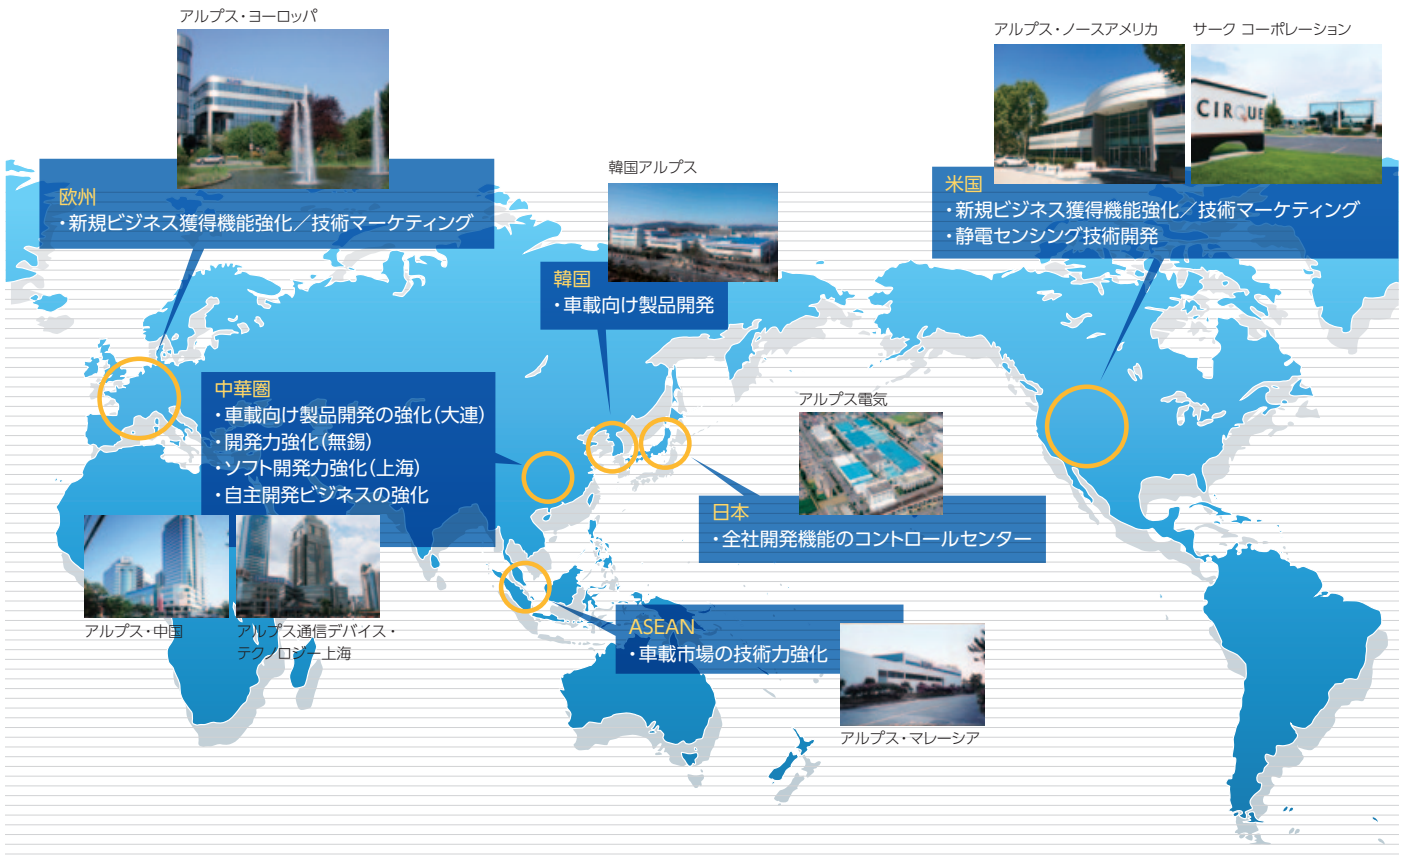 アルプス・ヨーロッパ
欧州
・新規ビジネス獲得機能強化／技術マーケティング
韓国アルプス
韓国
・車載向け製品開発
アルプス・ノースアメリカ
サーク コーポレーション
CIRQUE
米国
・新規ビジネス獲得機能強化／技術マーケティング
・静電センシング技術開発
中華圏
・車載向け製品開発の強化（大連）
・開発力強化（無錫）
・ソフト開発力強化（上海）
・自主開発ビジネスの強化
アルプス・中国
アルプス通信デバイス・
テクノロジー上海
アルプス電気
日本
・全社開発機能のコントロールセンター
ASEAN
・車載市場の技術力強化
アルプス・マレーシア